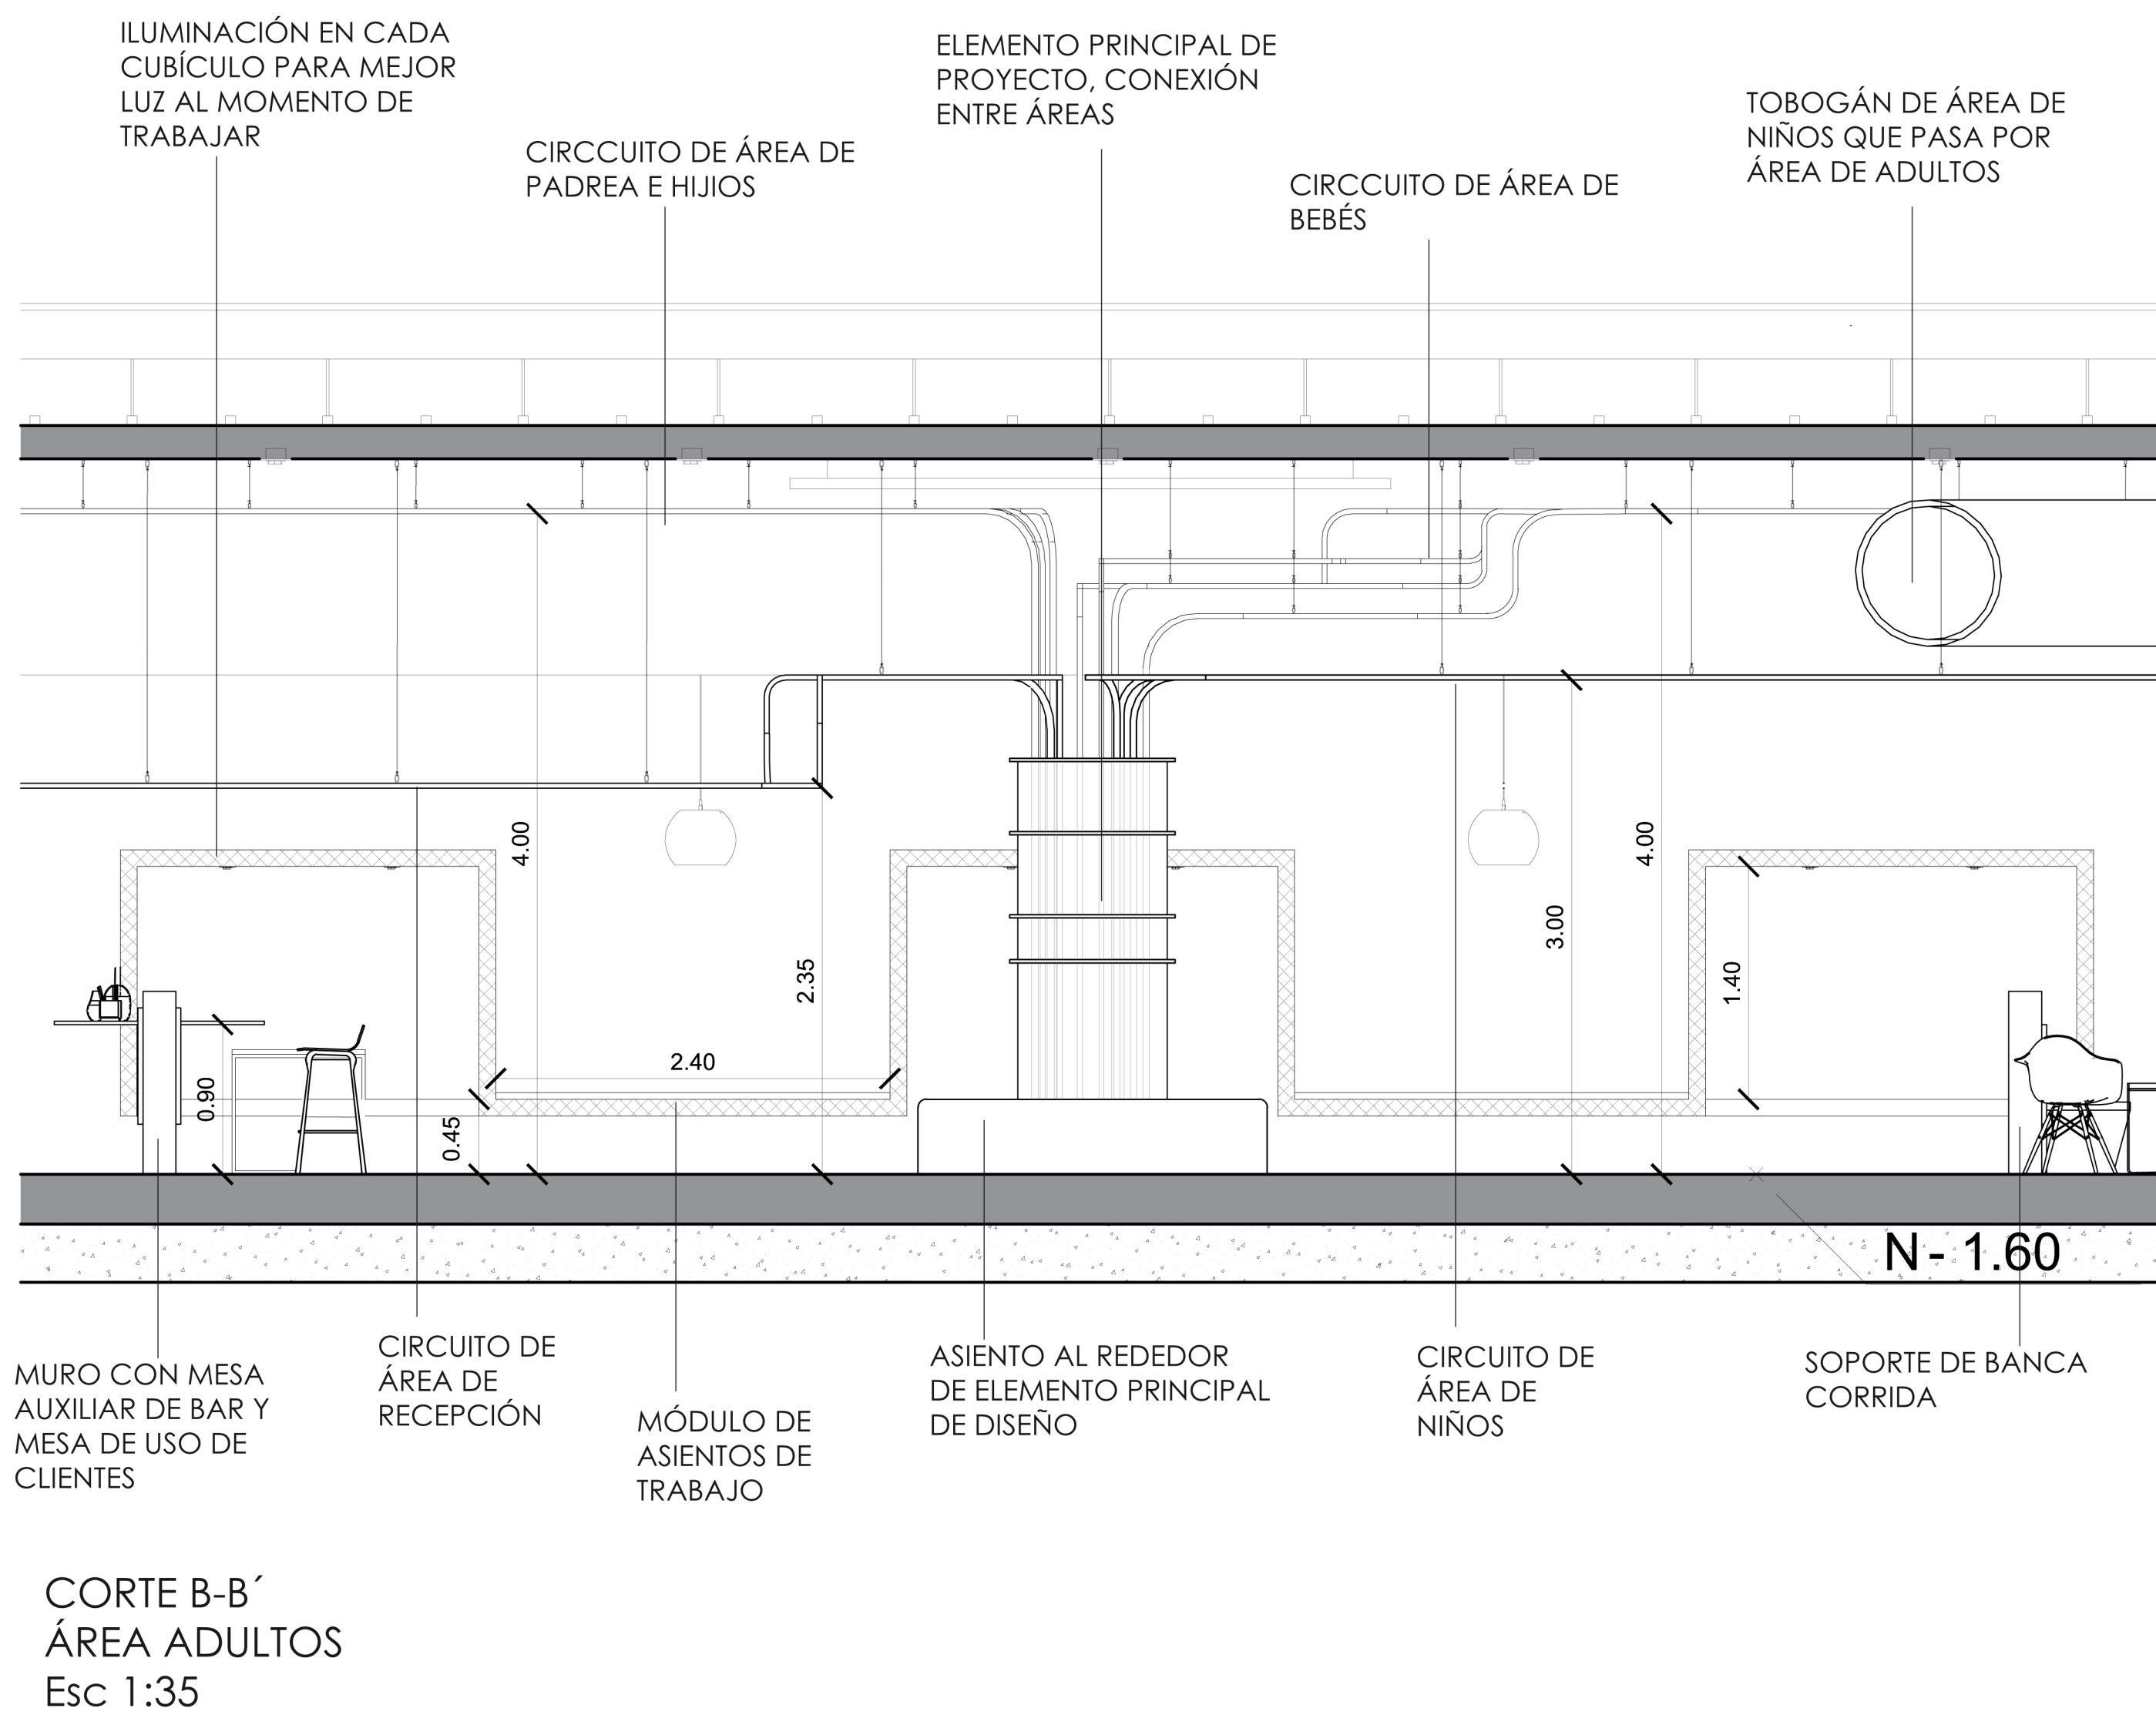 ILUMINACIÓN EN CADA
CUBÍCULO PARA MEJOR
LUZ AL MOMENTO DE
TRABAJAR
CIRCCUITO DE ÁREA DE
PADREA E HIJIOS
ELEMENTO PRINCIPAL DE
PROYECTO, CONEXIÓN
ENTRE ÁREAS
CIRCCUITO DE ÁREA DE
BEBÉS
TOBOGÁN DE ÁREA DE
NIÑOS QUE PASA POR
ÁREA DE ADULTOS
4.00
4.00
3.00
2.35
1.40
2.40
0.90
0.45
N- 1.60
MURO CON MESA
AUXILIAR DE BAR Y
MESA DE USO DE
CLIENTES
CIRCUITO DE
ÁREA DE
RECEPCIÓN
MÓDULO DE
ASIENTOS DE
TRABAJO
ASIENTO AL REDEDOR
DE ELEMENTO PRINCIPAL
DE DISEÑO
CIRCUITO DE
ÁREA DE
NIÑOS
SOPORTE DE BANCA
CORRIDA
CORTE B-B´
ÁREA ADULTOS
Esc 1:35